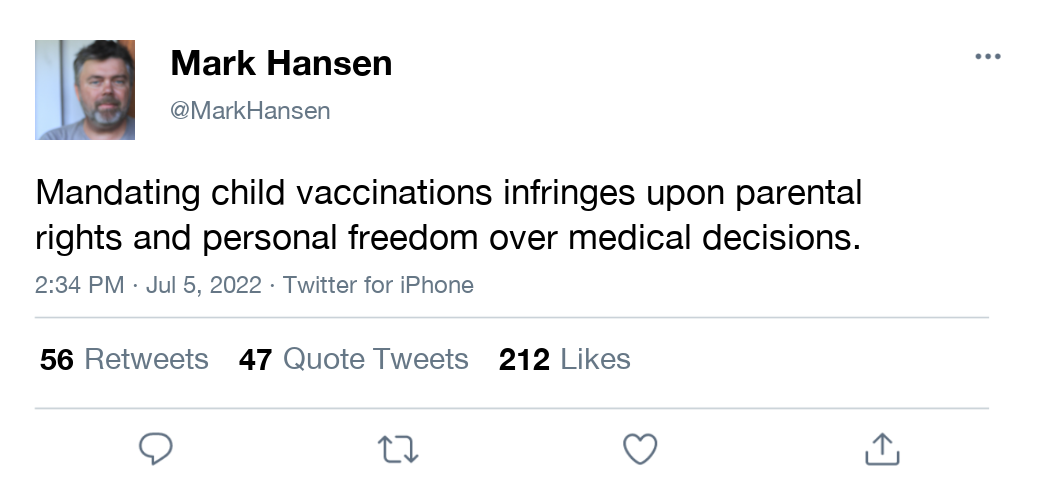 Mark Hansen
@MarkHansen
Mandating child vaccinations infringes upon parental
rights and personal freedom over medical decisions.
2:34 PM · Jul 5, 2022 · Twitter for iPhone
56 Retweets 47 Quote Tweets 212 Likes